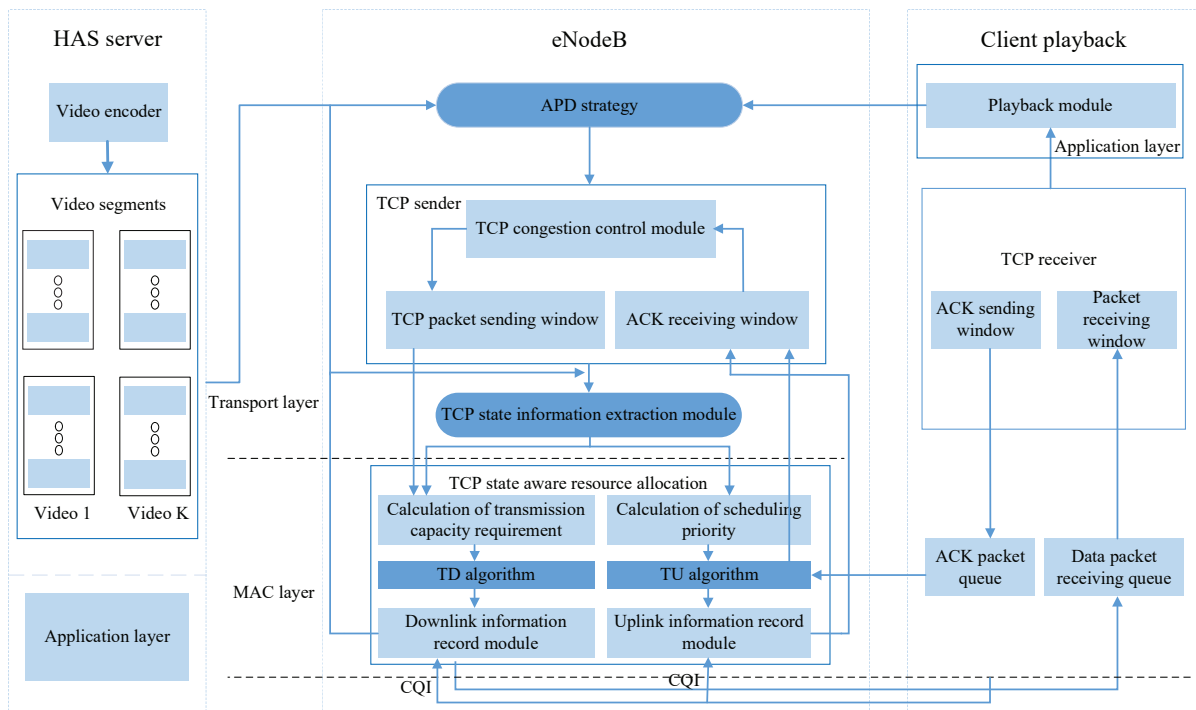 HAS server
eNodeB
Client playback
Video encoder
APD strategy
Playback module
Application layer
Video segments
TCP sender
TCP congestion control module
TCP receiver
TCP packet sending window
ACK receiving window
ACK sending
window
Packet
receiving
window
Transport layer
TCP state information extraction module
TCP state aware resource allocation
Video 1
Video K
Calculation of transmission
capacity requirement
Calculation of scheduling
priority
ACK packet
queue
Data packet
receiving queue
TD algorithm
TU algorithm
MAC layer
Application layer
Downlink information
record module
Uplink information record
module
CQI
CQI